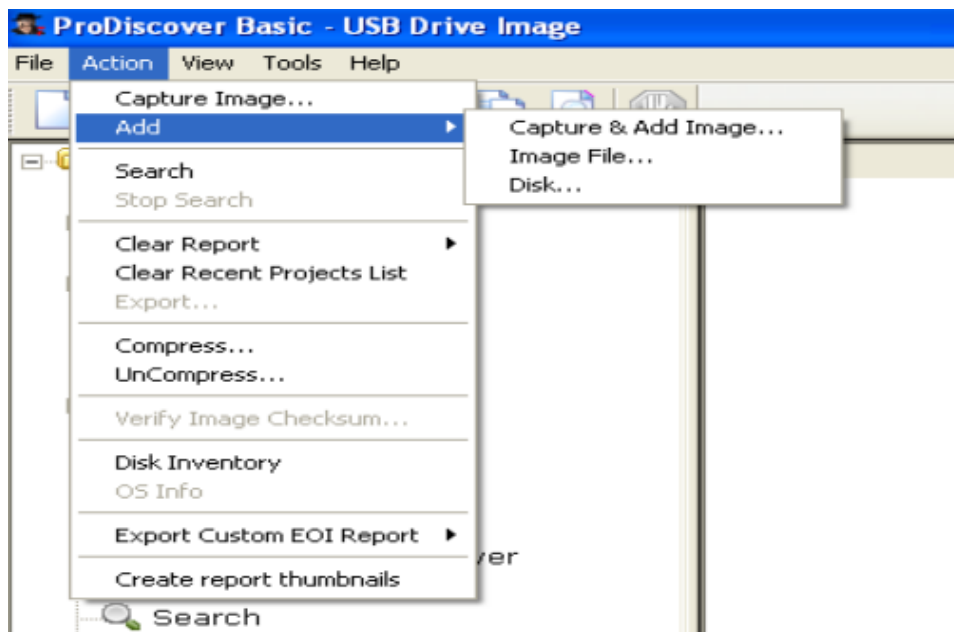 ProDiscover Basic - USB Drive Image
File Action View Tools Help
Capture Image...
Add
Capture & Add Image...
Image File...
Disk...
Search
Stop Search
Clear Report
Clear Recent Projects List
Export...
Compress...
UnCompress...
Verify Image Checksum...
Disk Inventory
OS Info
Export Custom EOI Report
Create report thumbnails
Search